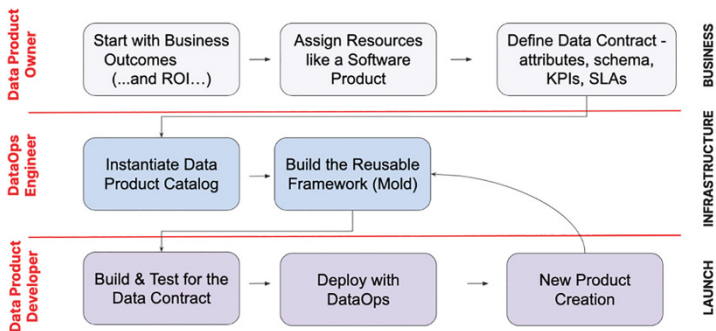 Data Product
Owner
Start with Business
Outcomes
(...and ROI...)
Assign Resources
like a Software
Product
Define Data Contract -
attributes, schema,
KPIs, SLAs
BUSINESS
DataOps
Engineer
Instantiate Data
Product Catalog
Build the Reusable
Framework (Mold)
INFRASTRUCTURE
Data Product
Developer
Build & Test for the
Data Contract
Deploy with
DataOps
New Product
Creation
LAUNCH